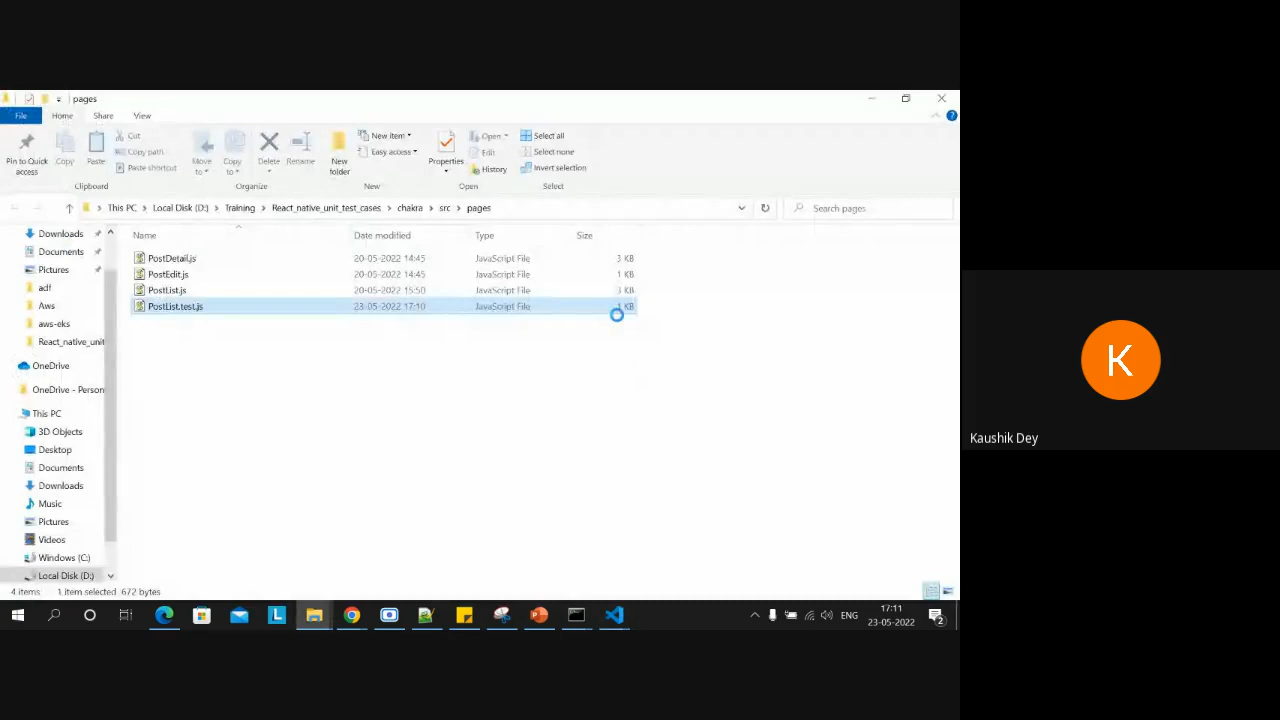 pages
File Home Share View
Pin to Quick access
Copy
Paste
Cut
Copy path
Paste shortcut
Clipboard
Move to
Copy to
Delete
Rename
Organize
New folder
New item
Easy access
New
Properties
Open
Edit
History
Open
Select all
Select none
Invert selection
Select
This PC > Local Disk (D:) > Training > React_native_unit_test_cases > chakra > src > pages
Search pages
Name Date modified Type Size
PostDetail.js 20-05-2022 14:45 JavaScript File 3 KB
PostEdit.js 20-05-2022 14:45 JavaScript File 1 KB
PostList.js 20-05-2022 15:50 JavaScript File 3 KB
PostList.test.js 23-05-2022 17:10 JavaScript File 1 KB
Downloads
Documents
Pictures
adf
Aws
aws-eks
React_native_unit
OneDrive
OneDrive - Person
This PC
3D Objects
Desktop
Documents
Downloads
Music
Pictures
Videos
Windows (C:)
Local Disk (D:)
4 items 1 item selected 672 bytes
L
ENG
17:11
23-05-2022
2
K
Kaushik Dey